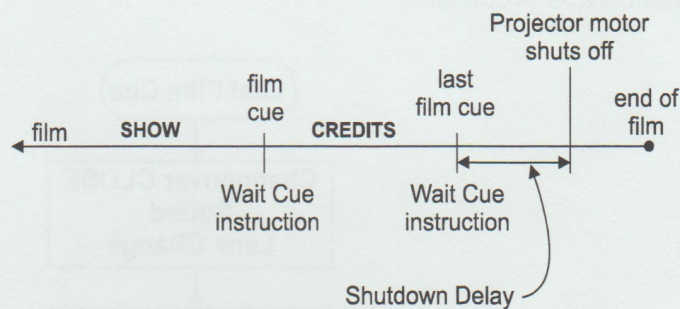 Projector motor
shuts off
film
cue
last
film cue
end of
film
film
SHOW
CREDITS
Wait Cue
instruction
Wait Cue
instruction
Shutdown Delay